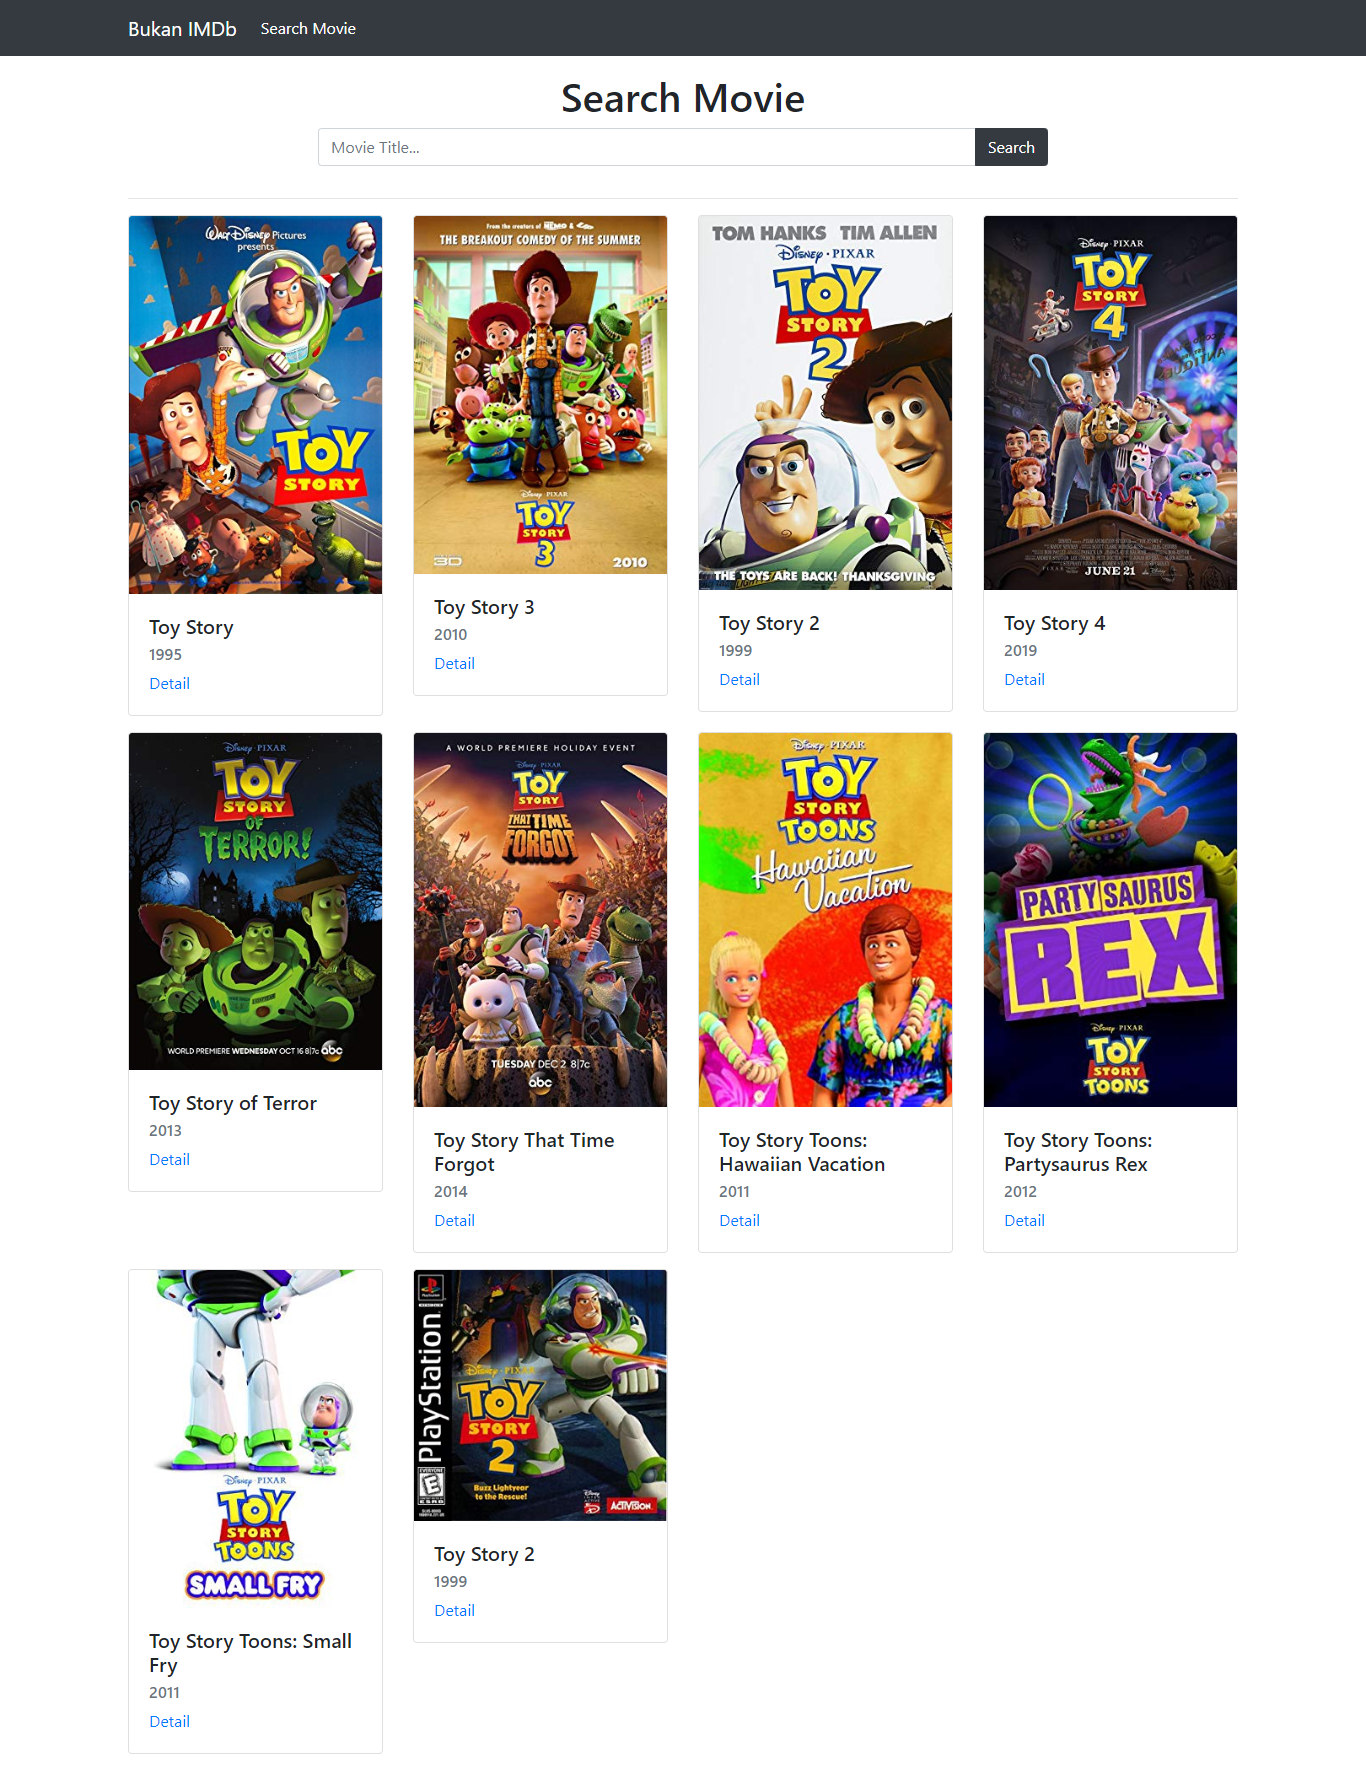 Bukan IMDb Search Movie
Search Movie
Movie Title... Search
WALT DISNEY Pictures
presents
TOY
STORY
Toy Story
1995
Detail
From the creators of NEMO &
THE BREAKOUT COMEDY OF THE SUMMER
DISNEY · PIXAR
TOY
STORY
3
3D 2010
Toy Story 3
2010
Detail
TOM HANKS TIM ALLEN
DISNEY · PIXAR
TOY
STORY
2
THE TOYS ARE BACK! THANKSGIVING
Toy Story 2
1999
Detail
DISNEY · PIXAR
TOY
STORY
4
ANTIQUES
JUNE 21
Toy Story 4
2019
Detail
DISNEY · PIXAR
TOY
STORY
OF
TERROR!
WORLD PREMIERE WEDNESDAY OCT 16 8|7c abc
Toy Story of Terror
2013
Detail
A WORLD PREMIERE HOLIDAY EVENT
DISNEY · PIXAR
TOY
STORY
THAT TIME
FORGOT
TUESDAY DEC 2 8|7c
abc
Toy Story That Time
Forgot
2014
Detail
DISNEY · PIXAR
TOY
STORY
TOONS
Hawaiian
Vacation
Toy Story Toons:
Hawaiian Vacation
2011
Detail
PARTYSAURUS
REX
DISNEY · PIXAR
TOY
STORY
TOONS
Toy Story Toons:
Partysaurus Rex
2012
Detail
DISNEY · PIXAR
TOY
STORY
TOONS
SMALL FRY
Toy Story Toons: Small
Fry
2011
Detail
PlayStation
DISNEY · PIXAR
TOY
STORY
2
Buzz Lightyear
to the Rescue!
EVERYONE
E
ESRB
ACTIVISION
Toy Story 2
1999
Detail